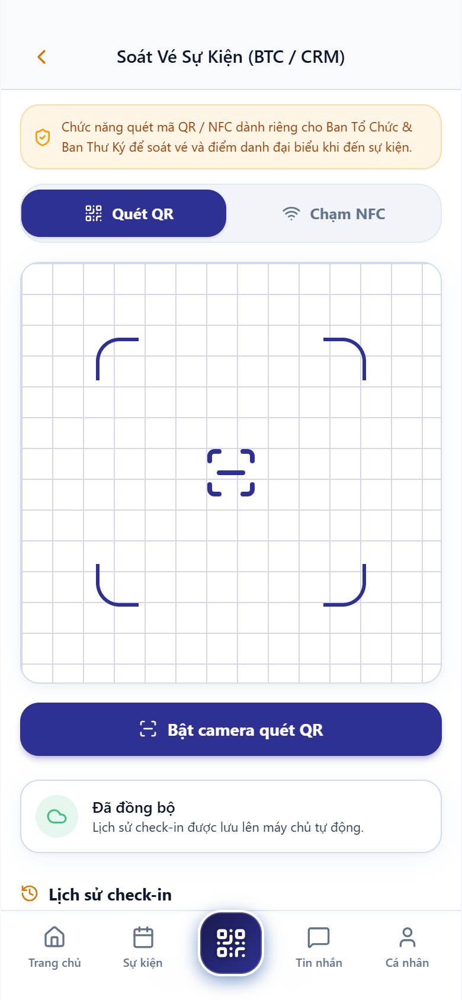 Soát Vé Sự Kiện (BTC / CRM)
Chức năng quét mã QR / NFC dành riêng cho Ban Tổ Chức &
Ban Thư Ký để soát vé và điểm danh đại biểu khi đến sự kiện.
Quét QR
Chạm NFC
Bật camera quét QR
Đã đồng bộ
Lịch sử check-in được lưu lên máy chủ tự động.
Lịch sử check-in
Trang chủ
Sự kiện
Tin nhắn
Cá nhân